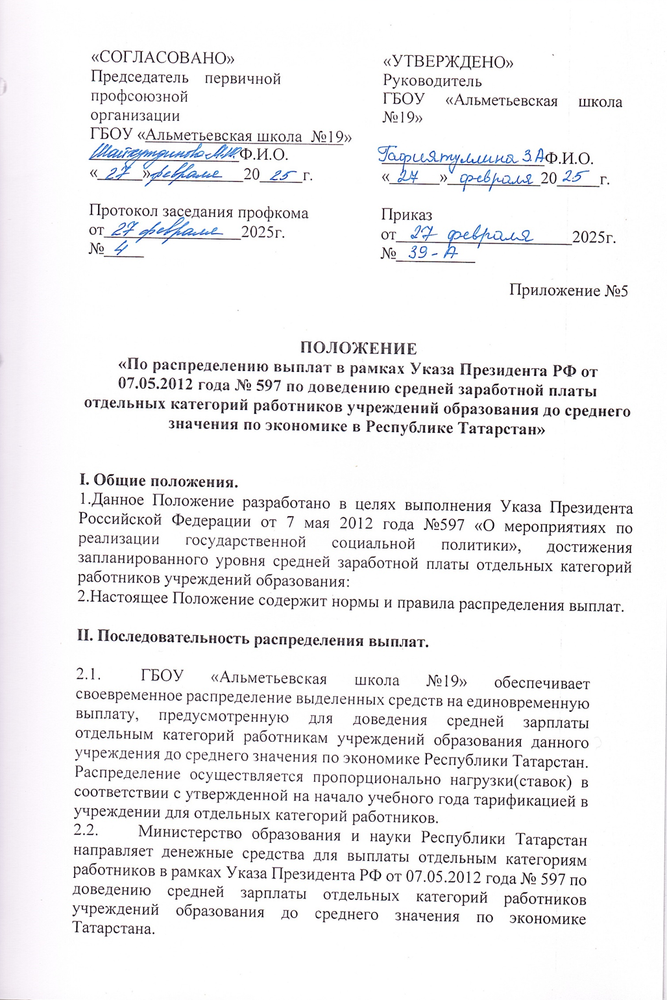 «СОГЛАСОВАНО»
Председатель первичной
профсоюзной
организации
ГБОУ «Альметьевская школа №19»
Шайхутдинова М.Ю. Ф.И.О.
«27» февраля 2025 г.
Протокол заседания профкома
от 27 февраля 2025г.
№ 4
«УТВЕРЖДЕНО»
Руководитель
ГБОУ «Альметьевская школа
№19»
Гафиятуллина З.А Ф.И.О.
«27» февраля 2025 г.
Приказ
от 27 февраля 2025г.
№ 39-А
Приложение №5
ПОЛОЖЕНИЕ
«По распределению выплат в рамках Указа Президента РФ от
07.05.2012 года № 597 по доведению средней заработной платы
отдельных категорий работников учреждений образования до среднего
значения по экономике в Республике Татарстан»
I. Общие положения.
1.Данное Положение разработано в целях выполнения Указа Президента
Российской Федерации от 7 мая 2012 года №597 «О мероприятиях по
реализации государственной социальной политики», достижения
запланированного уровня средней заработной платы отдельных категорий
работников учреждений образования:
2.Настоящее Положение содержит нормы и правила распределения выплат.
II. Последовательность распределения выплат.
2.1. ГБОУ «Альметьевская школа №19» обеспечивает
своевременное распределение выделенных средств на единовременную
выплату, предусмотренную для доведения средней зарплаты
отдельным категорий работникам учреждений образования данного
учреждения до среднего значения по экономике Республики Татарстан.
Распределение осуществляется пропорционально нагрузки(ставок) в
соответствии с утвержденной на начало учебного года тарификацией в
учреждении для отдельных категорий работников.
2.2. Министерство образования и науки Республики Татарстан
направляет денежные средства для выплаты отдельным категориям
работников в рамках Указа Президента РФ от 07.05.2012 года № 597 по
доведению средней зарплаты отдельных категорий работников
учреждений образования до среднего значения по экономике
Татарстана.